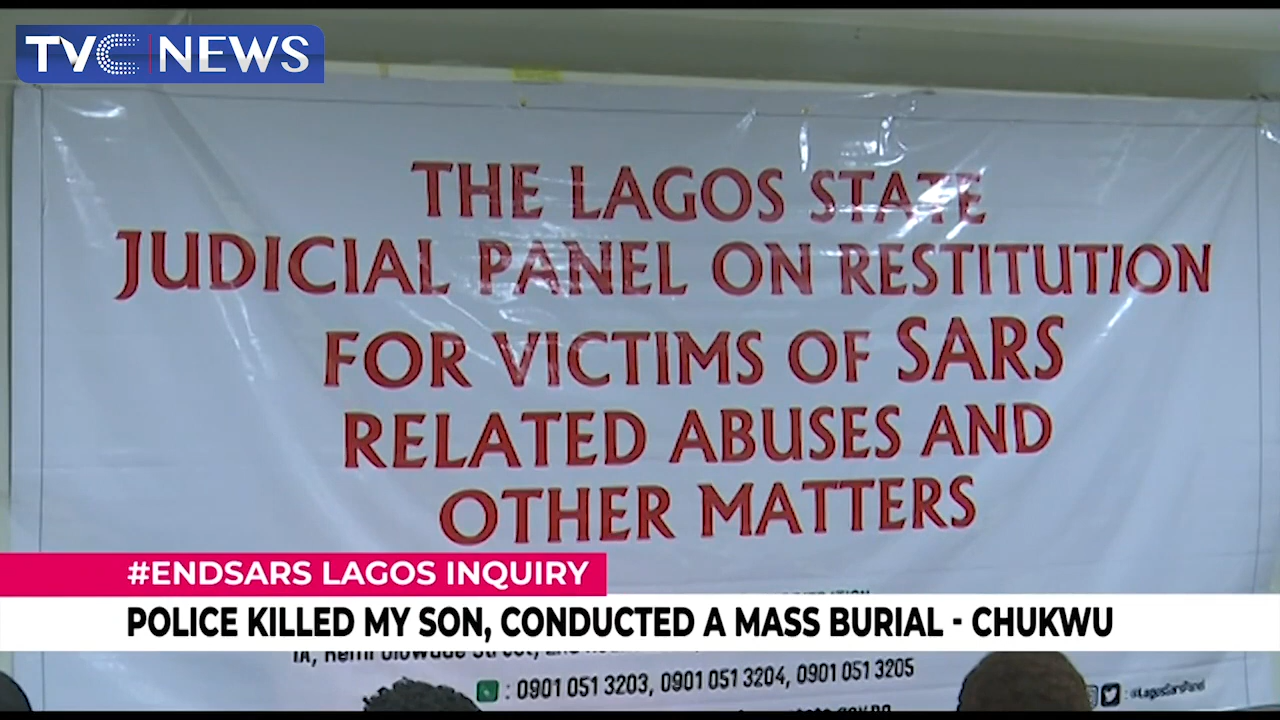 TVC NEWS
THE LAGOS STATE
JUDICIAL PANEL ON RESTITUTION
FOR VICTIMS OF SARS
RELATED ABUSES AND
OTHER MATTERS
#ENDSARS LAGOS INQUIRY
POLICE KILLED MY SON, CONDUCTED A MASS BURIAL - CHUKWU
: 0901 051 3203, 0901 051 3204, 0901 051 3205
: @LagosSarsPanel